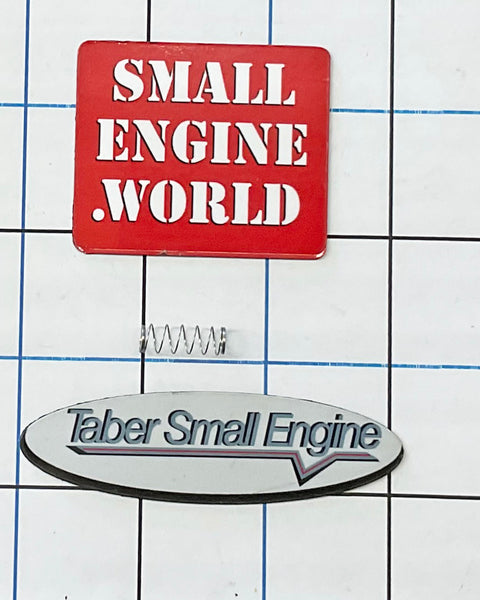 SMALL
ENGINE
.WORLD
Taber Small Engine